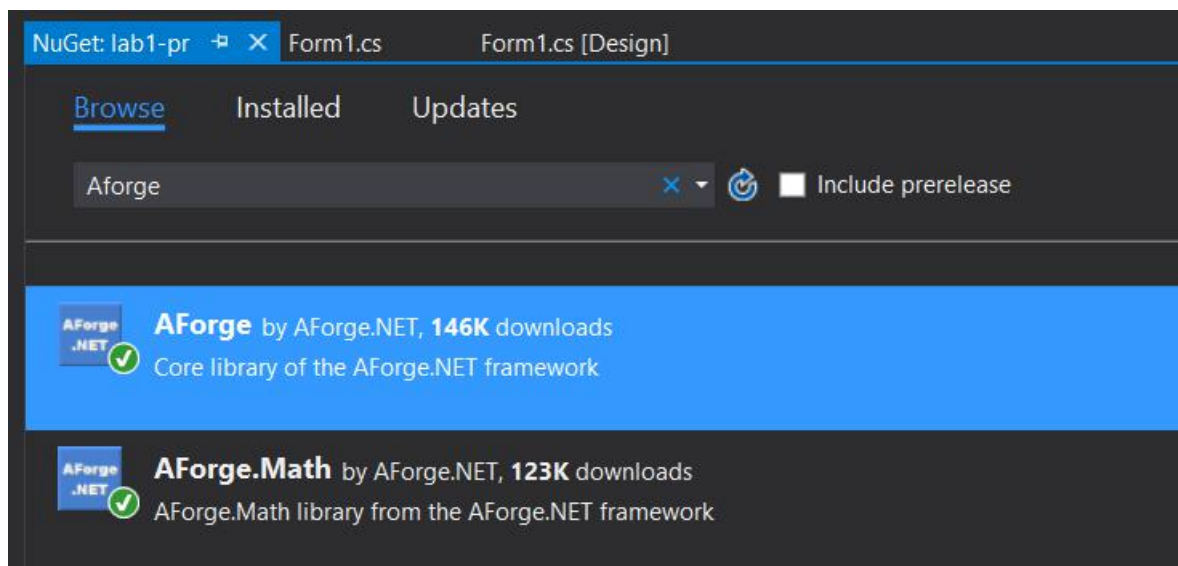 NuGet: lab1-pr Form1.cs Form1.cs [Design]
Browse Installed Updates
Aforge Include prerelease
AForge .NET
AForge by AForge.NET, 146K downloads
Core library of the AForge.NET framework
AForge .NET
AForge.Math by AForge.NET, 123K downloads
AForge.Math library from the AForge.NET framework